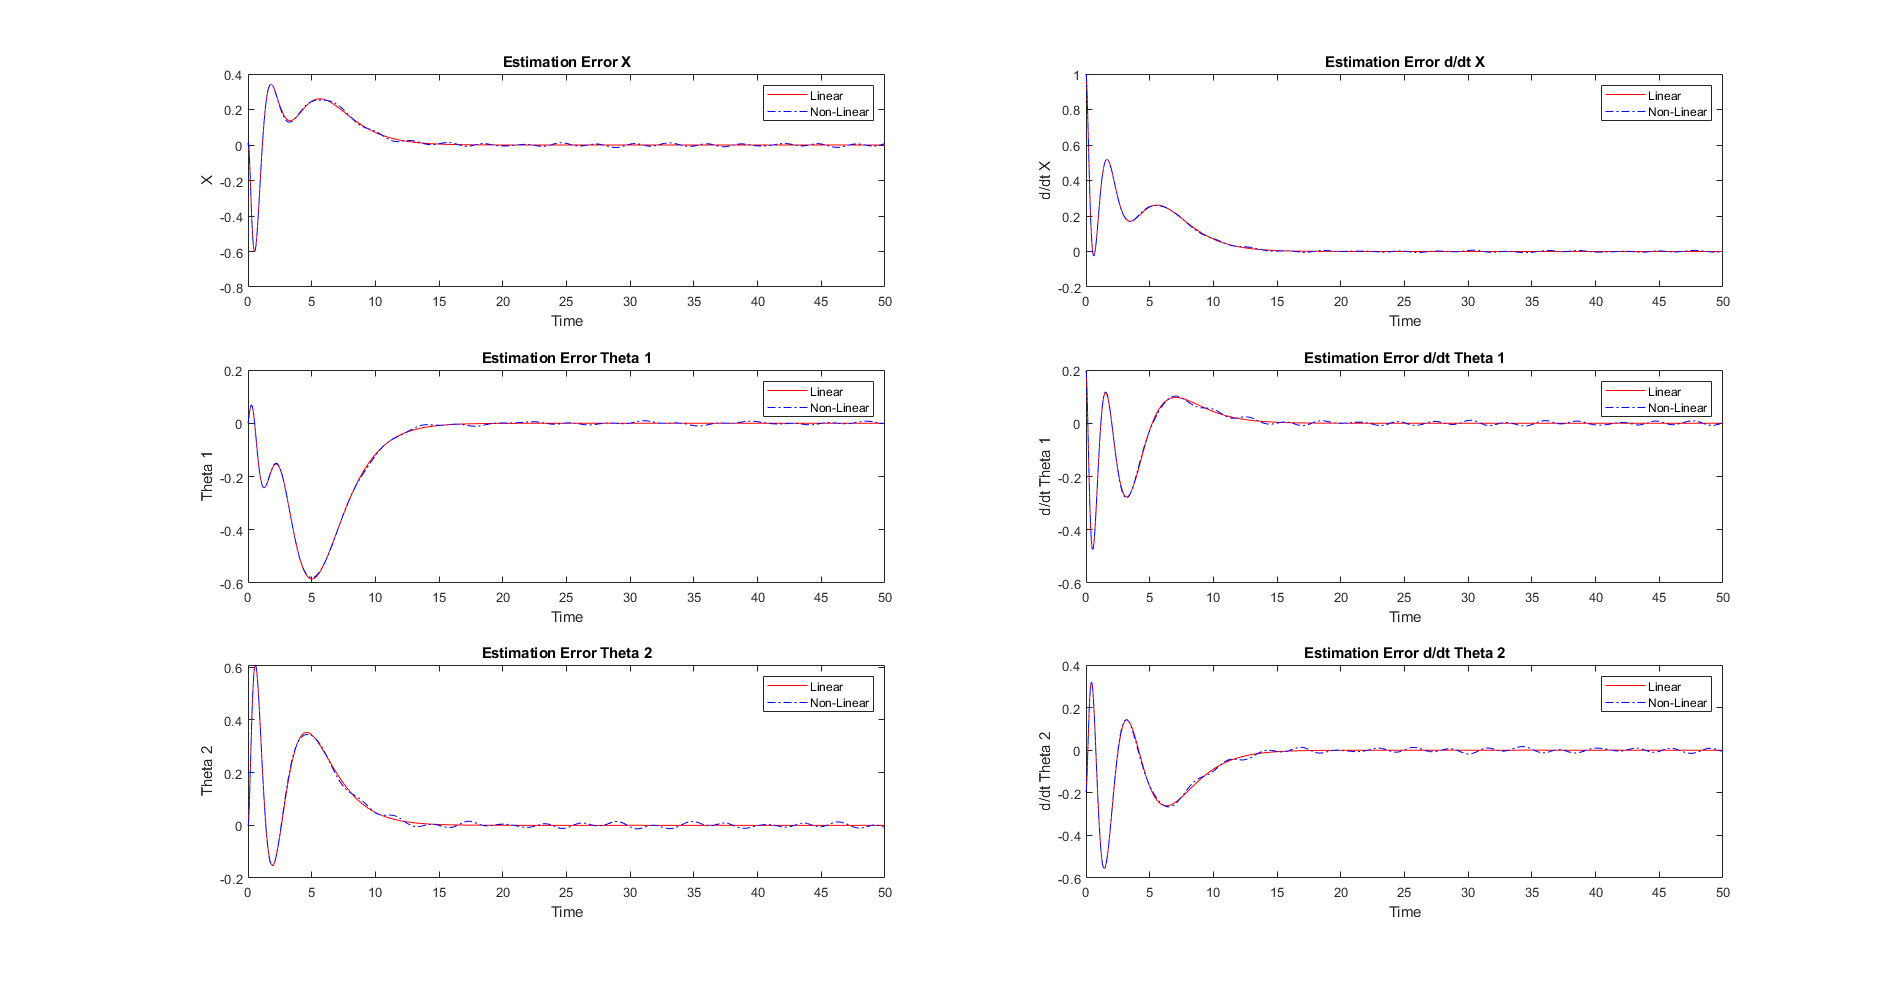 Estimation Error X
0.4
0.2
0
-0.2
-0.4
-0.6
-0.8
X
Linear
Non-Linear
0 5 10 15 20 25 30 35 40 45 50
Time
Estimation Error d/dt X
1
0.8
0.6
0.4
0.2
0
-0.2
d/dt X
Linear
Non-Linear
0 5 10 15 20 25 30 35 40 45 50
Time
Estimation Error Theta 1
0.2
0
-0.2
-0.4
-0.6
Theta 1
Linear
Non-Linear
0 5 10 15 20 25 30 35 40 45 50
Time
Estimation Error d/dt Theta 1
0.2
0
-0.2
-0.4
-0.6
d/dt Theta 1
Linear
Non-Linear
0 5 10 15 20 25 30 35 40 45 50
Time
Estimation Error Theta 2
0.6
0.4
0.2
0
-0.2
Theta 2
Linear
Non-Linear
0 5 10 15 20 25 30 35 40 45 50
Time
Estimation Error d/dt Theta 2
0.4
0.2
0
-0.2
-0.4
-0.6
d/dt Theta 2
Linear
Non-Linear
0 5 10 15 20 25 30 35 40 45 50
Time